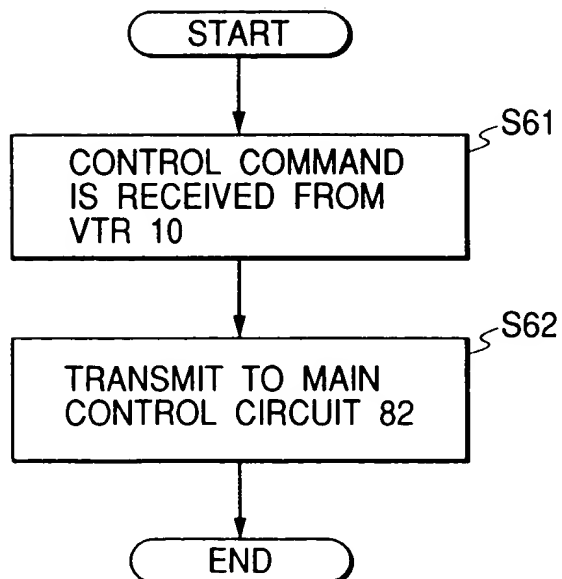 START
S61
CONTROL COMMAND
IS RECEIVED FROM
VTR 10
S62
TRANSMIT TO MAIN
CONTROL CIRCUIT 82
END